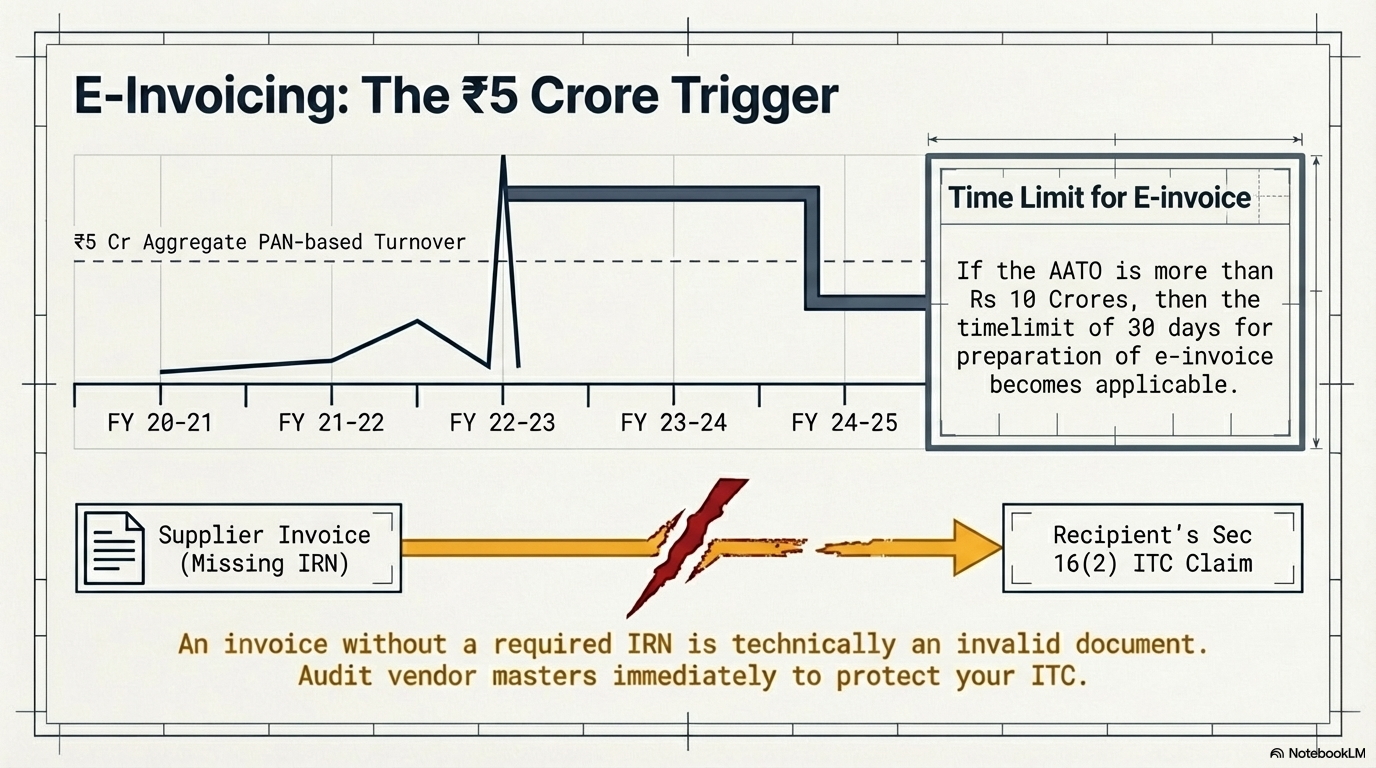 E-Invoicing: The ₹5 Crore Trigger
₹5 Cr Aggregate PAN-based Turnover
FY 20-21
FY 21-22
FY 22-23
FY 23-24
FY 24-25
Time Limit for E-invoice
If the AATO is more than
Rs 10 Crores, then the
timelimit of 30 days for
preparation of e-invoice
becomes applicable.
Supplier Invoice
(Missing IRN)
Recipient's Sec
16(2) ITC Claim
An invoice without a required IRN is technically an invalid document.
Audit vendor masters immediately to protect your ITC.
NotebookLM